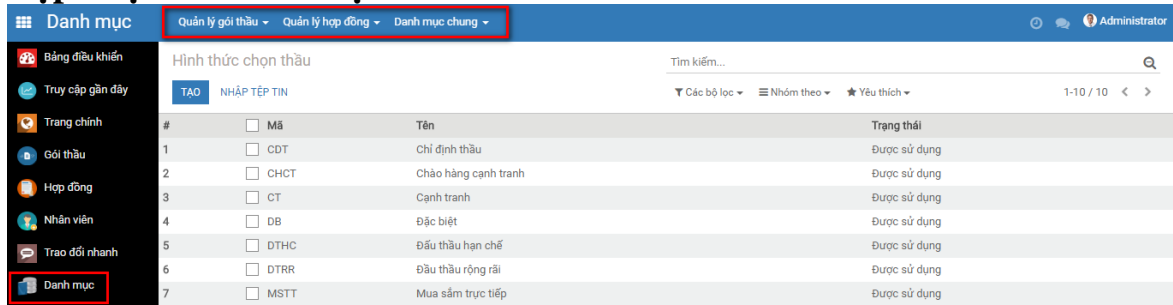 Danh mục Quản lý gói thầu Quản lý hợp đồng Danh mục chung Administrator
Bảng điều khiển
Truy cập gần đây
Trang chính
Gói thầu
Hợp đồng
Nhân viên
Trao đổi nhanh
Danh mục
Hình thức chọn thầu Tìm kiếm...
TẠO NHẬP TỆP TIN Các bộ lọc Nhóm theo Yêu thích 1-10 / 10
# Mã Tên Trạng thái
1 CDT Chỉ định thầu Được sử dụng
2 CHCT Chào hàng cạnh tranh Được sử dụng
3 CT Cạnh tranh Được sử dụng
4 DB Đặc biệt Được sử dụng
5 DTHC Đấu thầu hạn chế Được sử dụng
6 DTRR Đầu thầu rộng rãi Được sử dụng
7 MSTT Mua sắm trực tiếp Được sử dụng